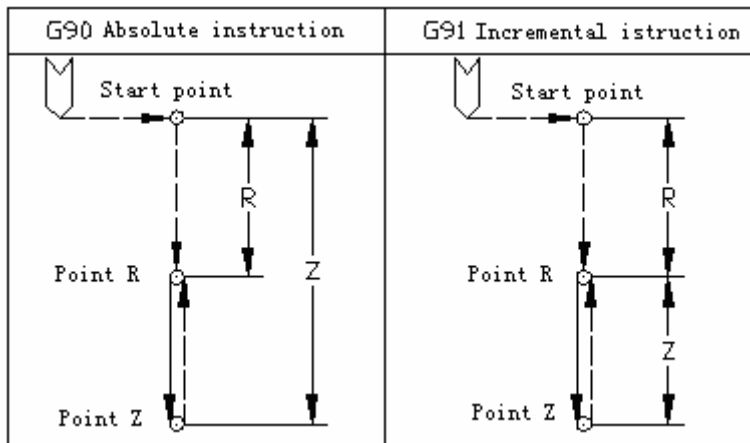 G90 Absolute instruction
G91 Incremental istruction
Start point
Start point
R
R
Point R
Z
Point R
Z
Point Z
Point Z